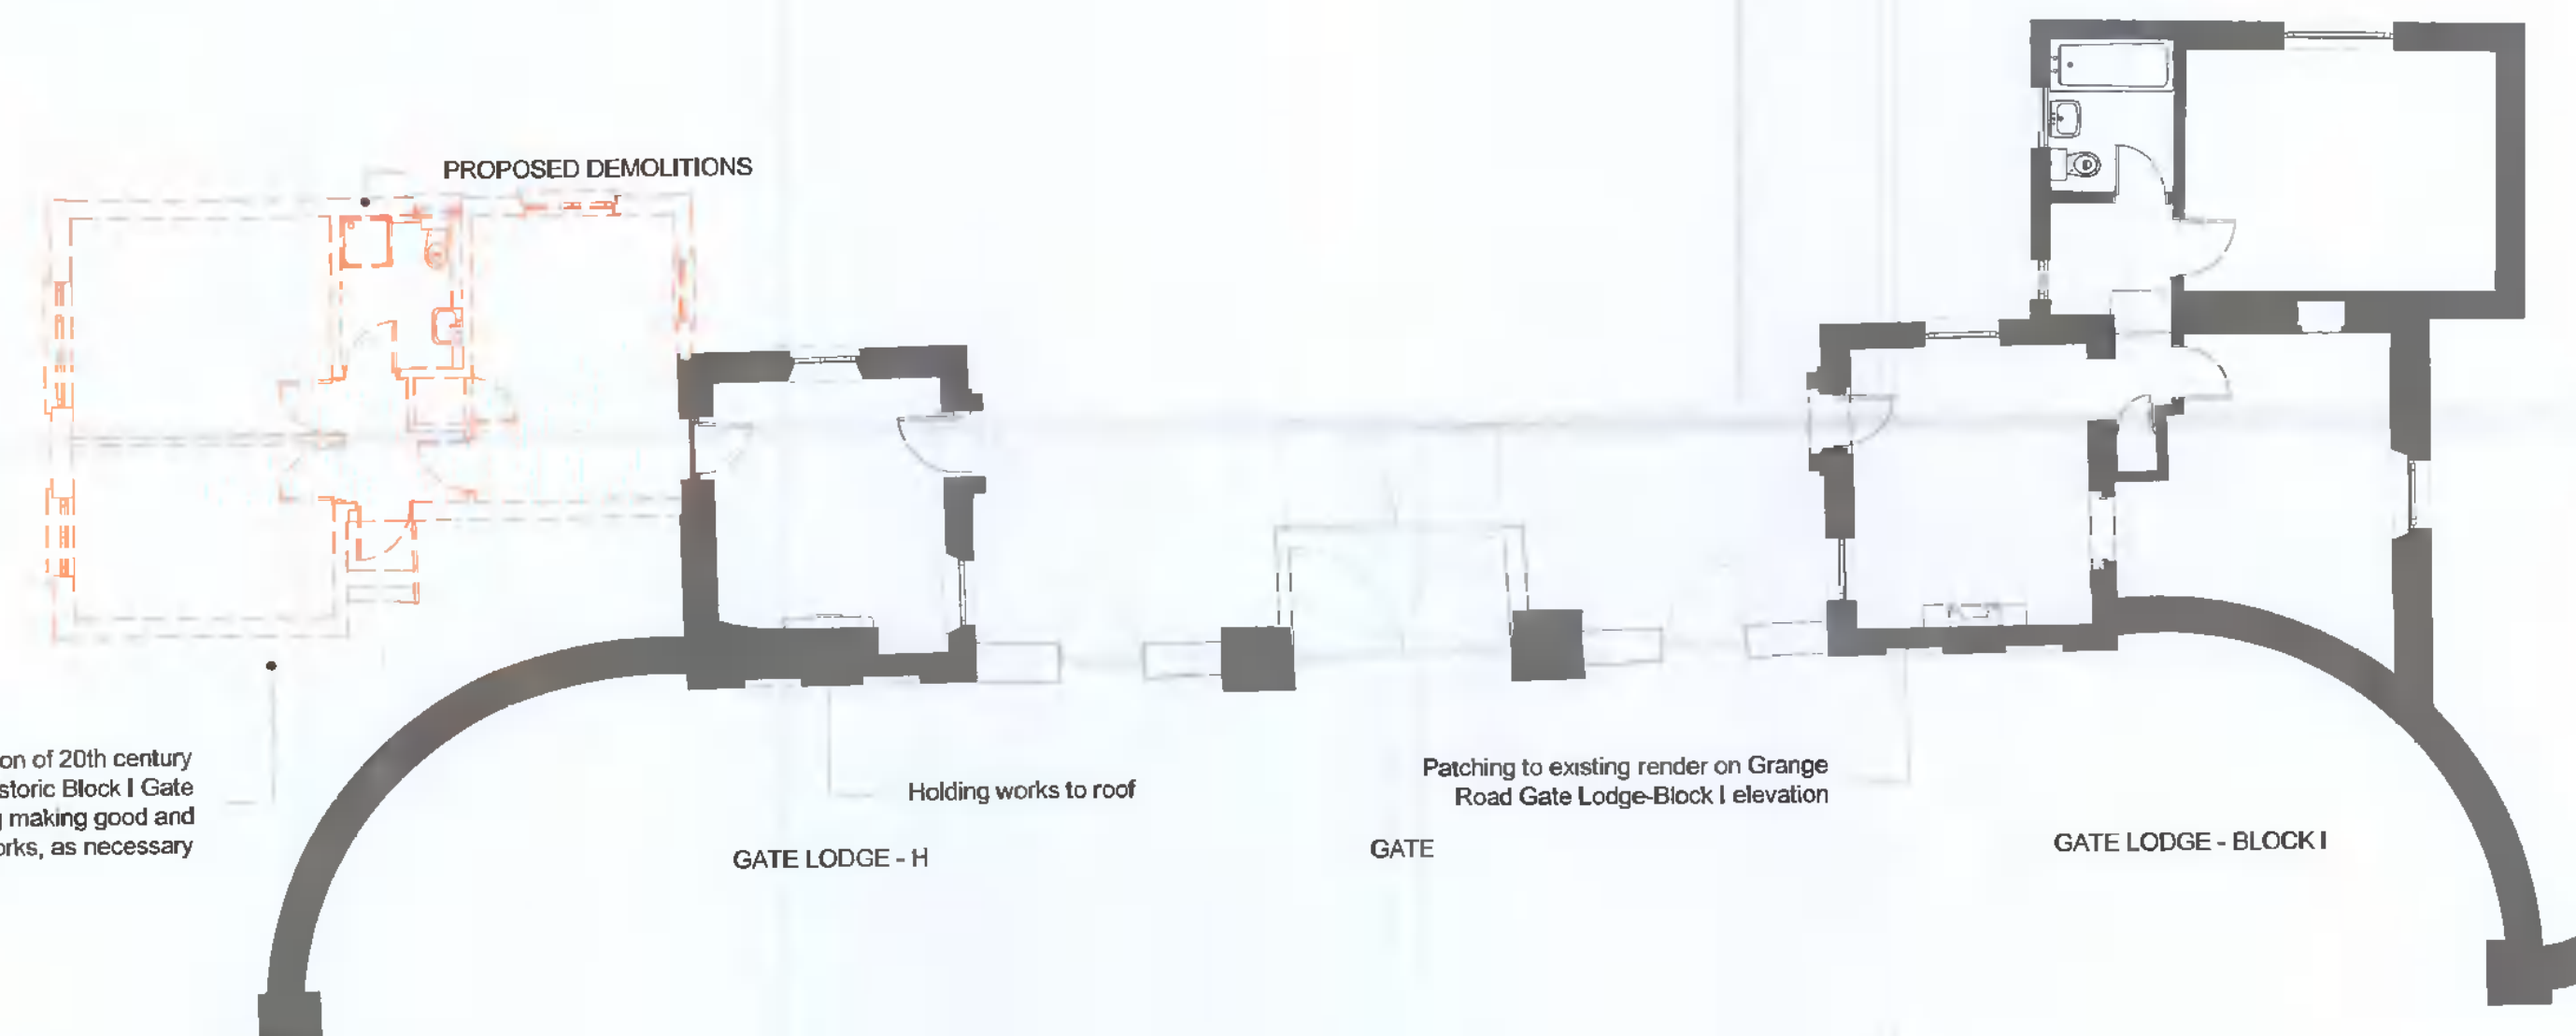 PROPOSED DEMOLITIONS
on of 20th century
storic Block I Gate
making good and
orks, as necessary
Holding works to roof
GATE LODGE - H
Patching to existing render on Grange
Road Gate Lodge-Block I elevation
GATE
GATE LODGE - BLOCK I